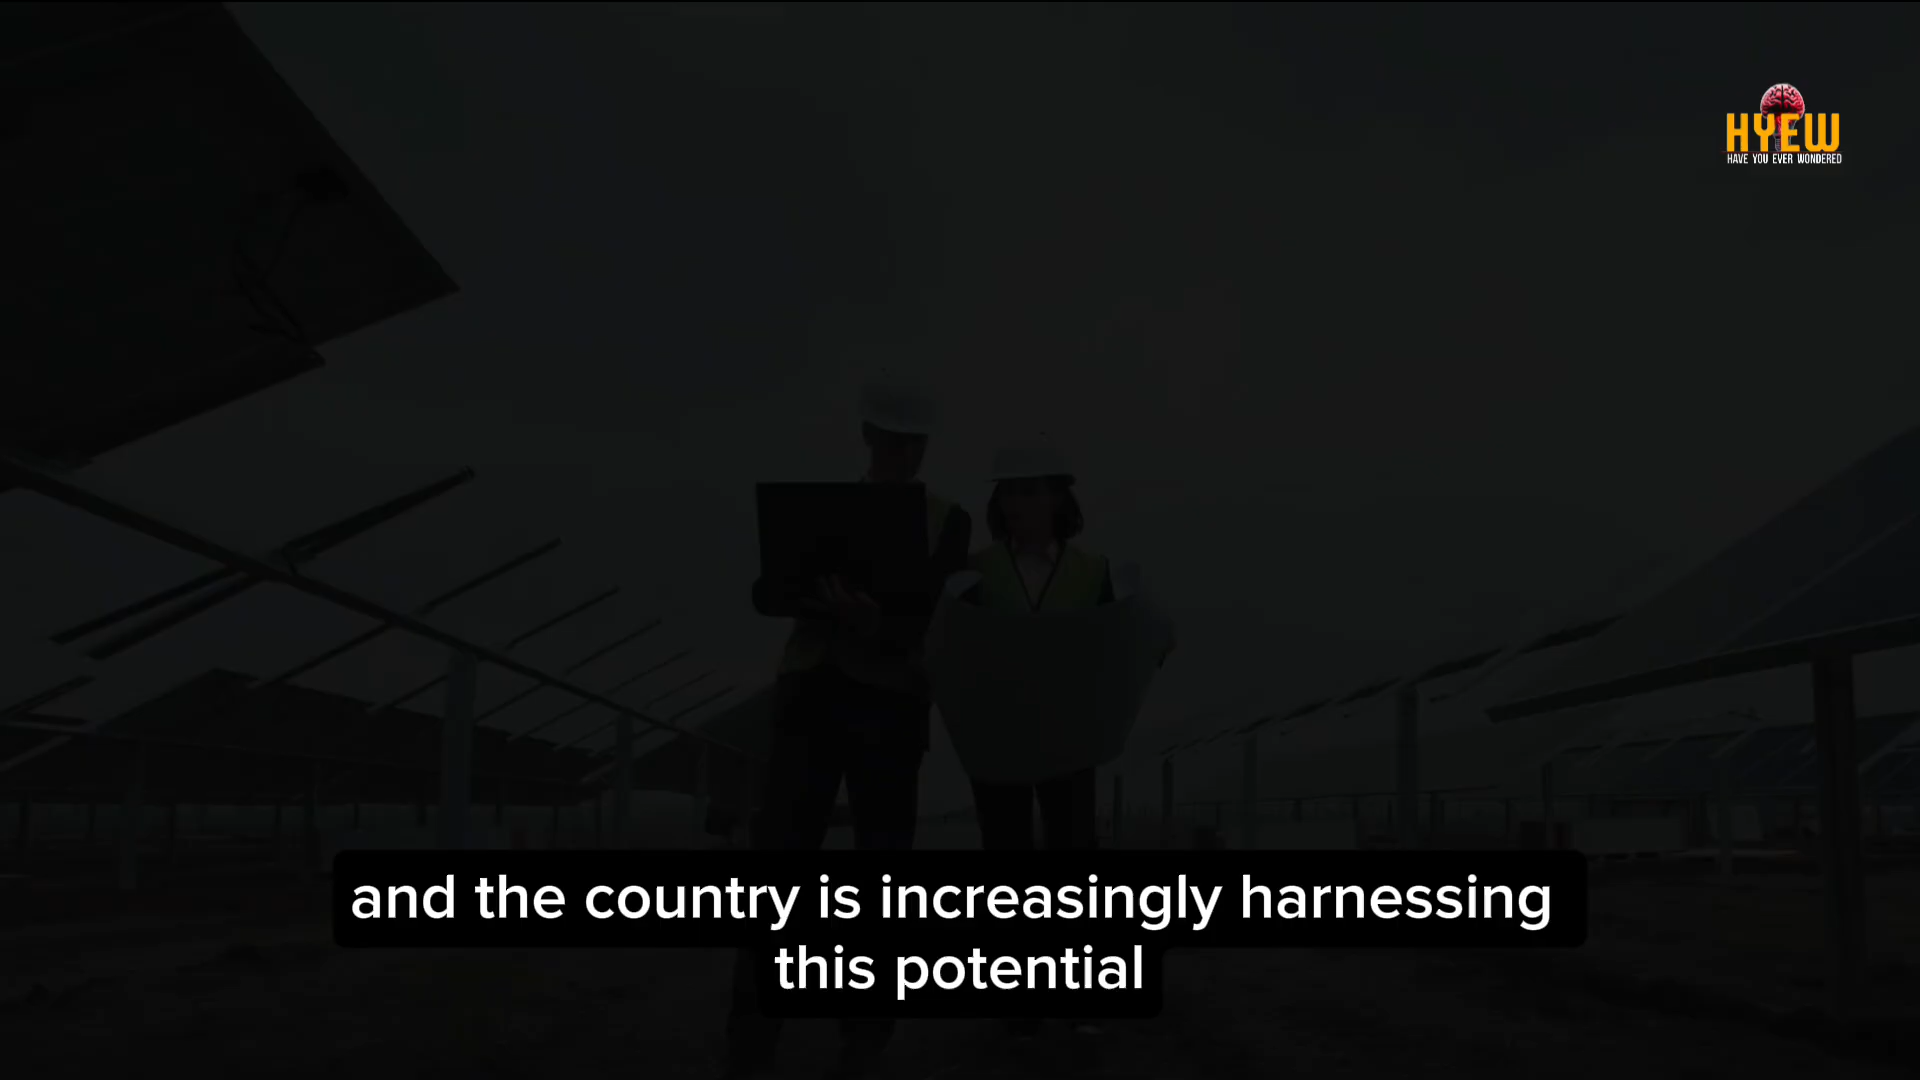 HYEW
HAVE YOU EVER WONDERED
and the country is increasingly harnessing
this potential